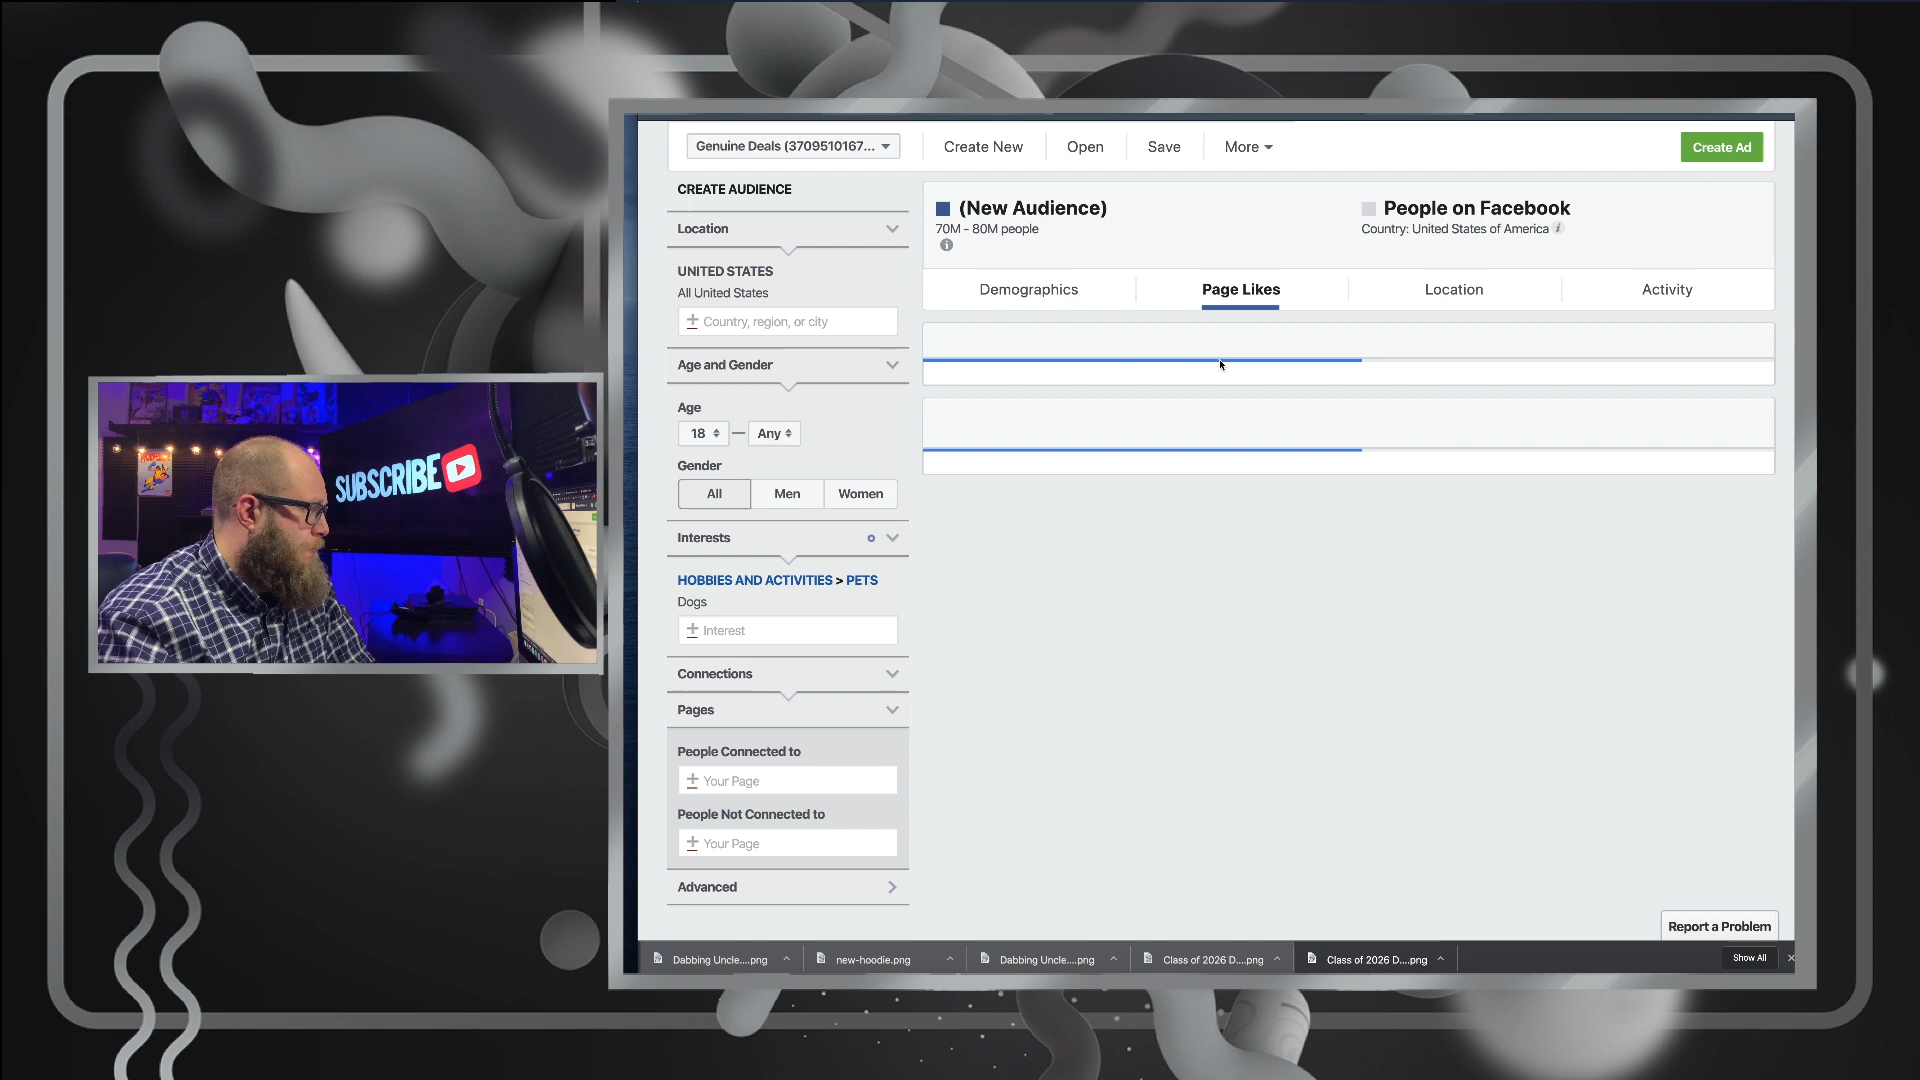 Genuine Deals (3709510167...
Create New
Open
Save
More
Create Ad
CREATE AUDIENCE
Location
UNITED STATES
All United States
Country, region, or city
Age and Gender
Age
18 — Any
Gender
All
Men
Women
Interests
HOBBIES AND ACTIVITIES > PETS
Dogs
Interest
Connections
Pages
People Connected to
Your Page
People Not Connected to
Your Page
Advanced
(New Audience)
70M - 80M people
People on Facebook
Country: United States of America
Demographics
Page Likes
Location
Activity
SUBSCRIBE
Report a Problem
Dabbing Uncle....png
new-hoodie.png
Dabbing Uncle....png
Class of 2026 D....png
Class of 2026 D....png
Show All